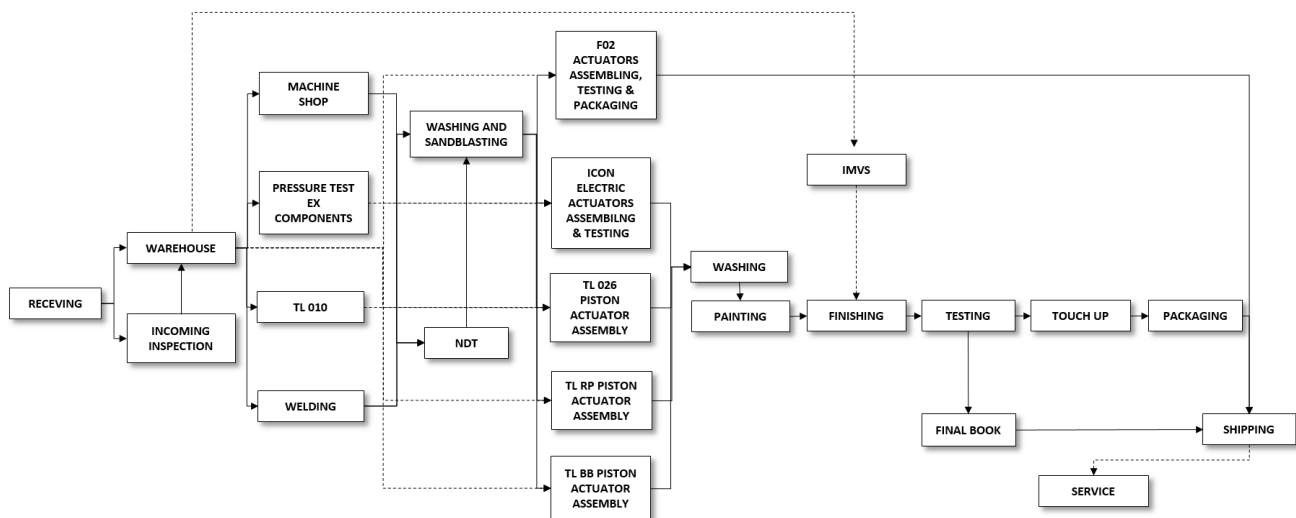 RECEVING
WAREHOUSE
INCOMING
INSPECTION
MACHINE
SHOP
PRESSURE TEST
EX
COMPONENTS
TL 010
WELDING
WASHING AND
SANDBLASTING
NDT
F02
ACTUATORS
ASSEMBLING,
TESTING &
PACKAGING
ICON
ELECTRIC
ACTUATORS
ASSEMBILNG
& TESTING
TL 026
PISTON
ACTUATOR
ASSEMBLY
TL RP PISTON
ACTUATOR
ASSEMBLY
TL BB PISTON
ACTUATOR
ASSEMBLY
WASHING
PAINTING
IMVS
FINISHING
TESTING
TOUCH UP
PACKAGING
FINAL BOOK
SHIPPING
SERVICE